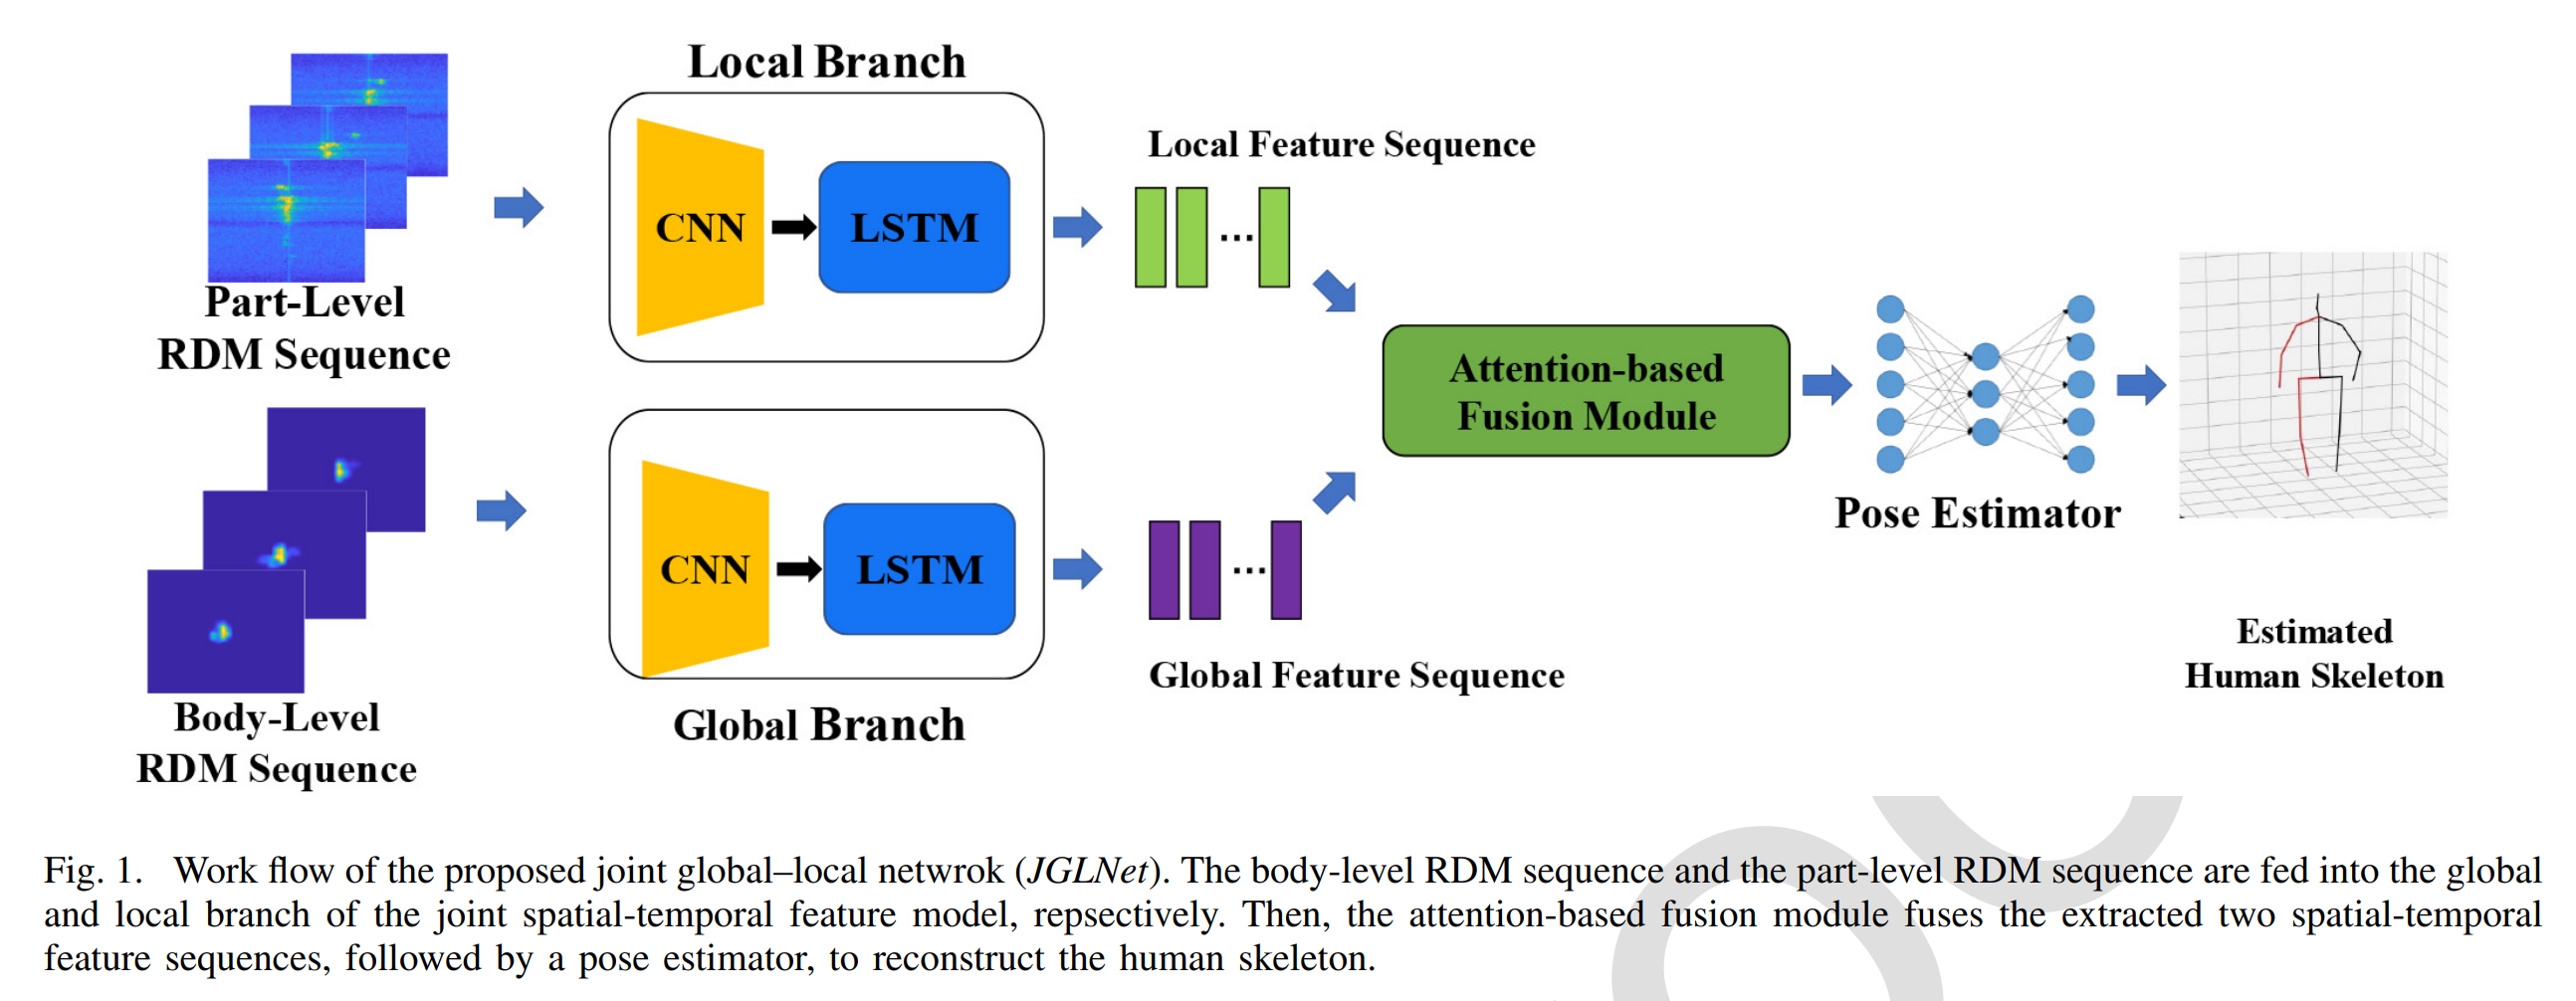 Local Branch
CNN
LSTM
Local Feature Sequence
...
Part-Level
RDM Sequence
Attention-based
Fusion Module
Pose Estimator
CNN
LSTM
...
Global Feature Sequence
Global Branch
Body-Level
RDM Sequence
Estimated
Human Skeleton
Fig. 1. Work flow of the proposed joint global–local netwrok (JGLNet). The body-level RDM sequence and the part-level RDM sequence are fed into the global
and local branch of the joint spatial-temporal feature model, repsectively. Then, the attention-based fusion module fuses the extracted two spatial-temporal
feature sequences, followed by a pose estimator, to reconstruct the human skeleton.